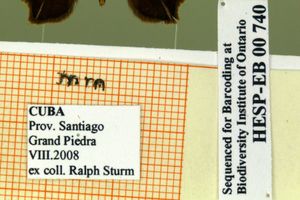 CUBA
Prov. Santiago
Grand Piedra
VIII.2008
ex coll. Ralph Sturm
Sequenced for Barcoding at
Biodiversity Institute of Ontario
HESP-EB 00 740